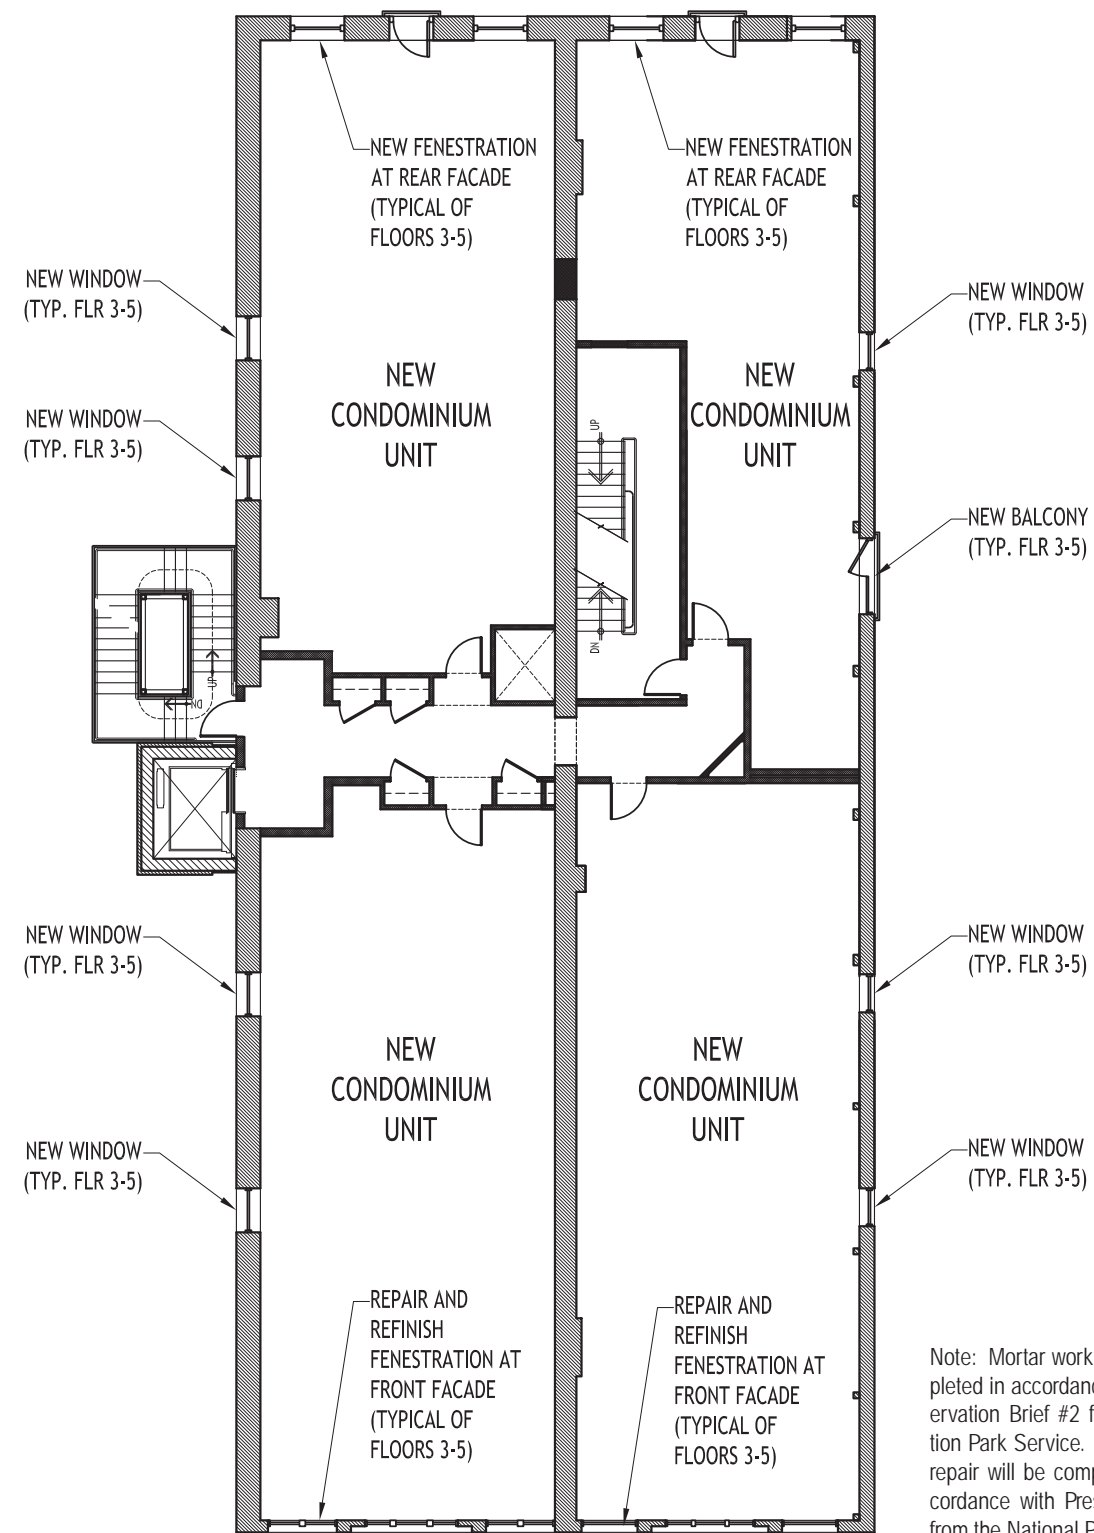 NEW FENESTRATION
AT REAR FACADE
(TYPICAL OF
FLOORS 3-5)
NEW FENESTRATION
AT REAR FACADE
(TYPICAL OF
FLOORS 3-5)
NEW WINDOW
(TYP. FLR 3-5)
NEW WINDOW
(TYP. FLR 3-5)
NEW
CONDOMINIUM
UNIT
NEW
CONDOMINIUM
UNIT
NEW WINDOW
(TYP. FLR 3-5)
UP
NEW BALCONY
(TYP. FLR 3-5)
DN
UP
DN
NEW WINDOW
(TYP. FLR 3-5)
NEW WINDOW
(TYP. FLR 3-5)
NEW
CONDOMINIUM
UNIT
NEW
CONDOMINIUM
UNIT
NEW WINDOW
(TYP. FLR 3-5)
NEW WINDOW
(TYP. FLR 3-5)
REPAIR AND
REFINISH
FENESTRATION AT
FRONT FACADE
(TYPICAL OF
FLOORS 3-5)
REPAIR AND
REFINISH
FENESTRATION AT
FRONT FACADE
(TYPICAL OF
FLOORS 3-5)
Note: Mortar work
pleted in accordanc
ervation Brief #2 f
tion Park Service.
repair will be comp
cordance with Pres
from the National P